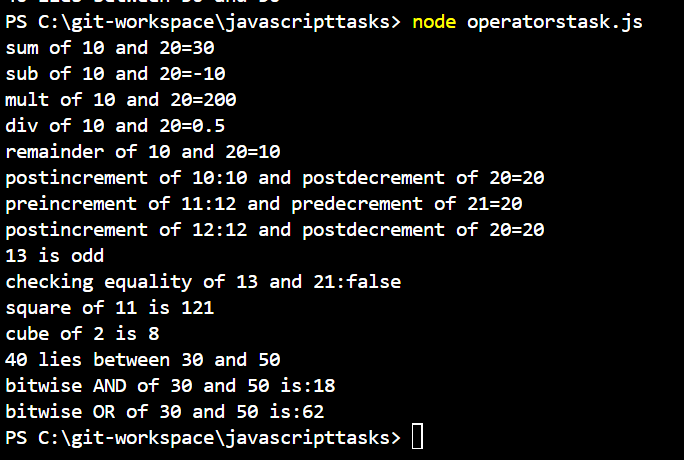 PS C:\git-workspace\javascripttasks> node operatorstask.js
sum of 10 and 20=30
sub of 10 and 20=-10
mult of 10 and 20=200
div of 10 and 20=0.5
remainder of 10 and 20=10
postincrement of 10:10 and postdecrement of 20=20
preincrement of 11:12 and predecrement of 21=20
postincrement of 12:12 and postdecrement of 20=20
13 is odd
checking equality of 13 and 21:false
square of 11 is 121
cube of 2 is 8
40 lies between 30 and 50
bitwise AND of 30 and 50 is:18
bitwise OR of 30 and 50 is:62
PS C:\git-workspace\javascripttasks>